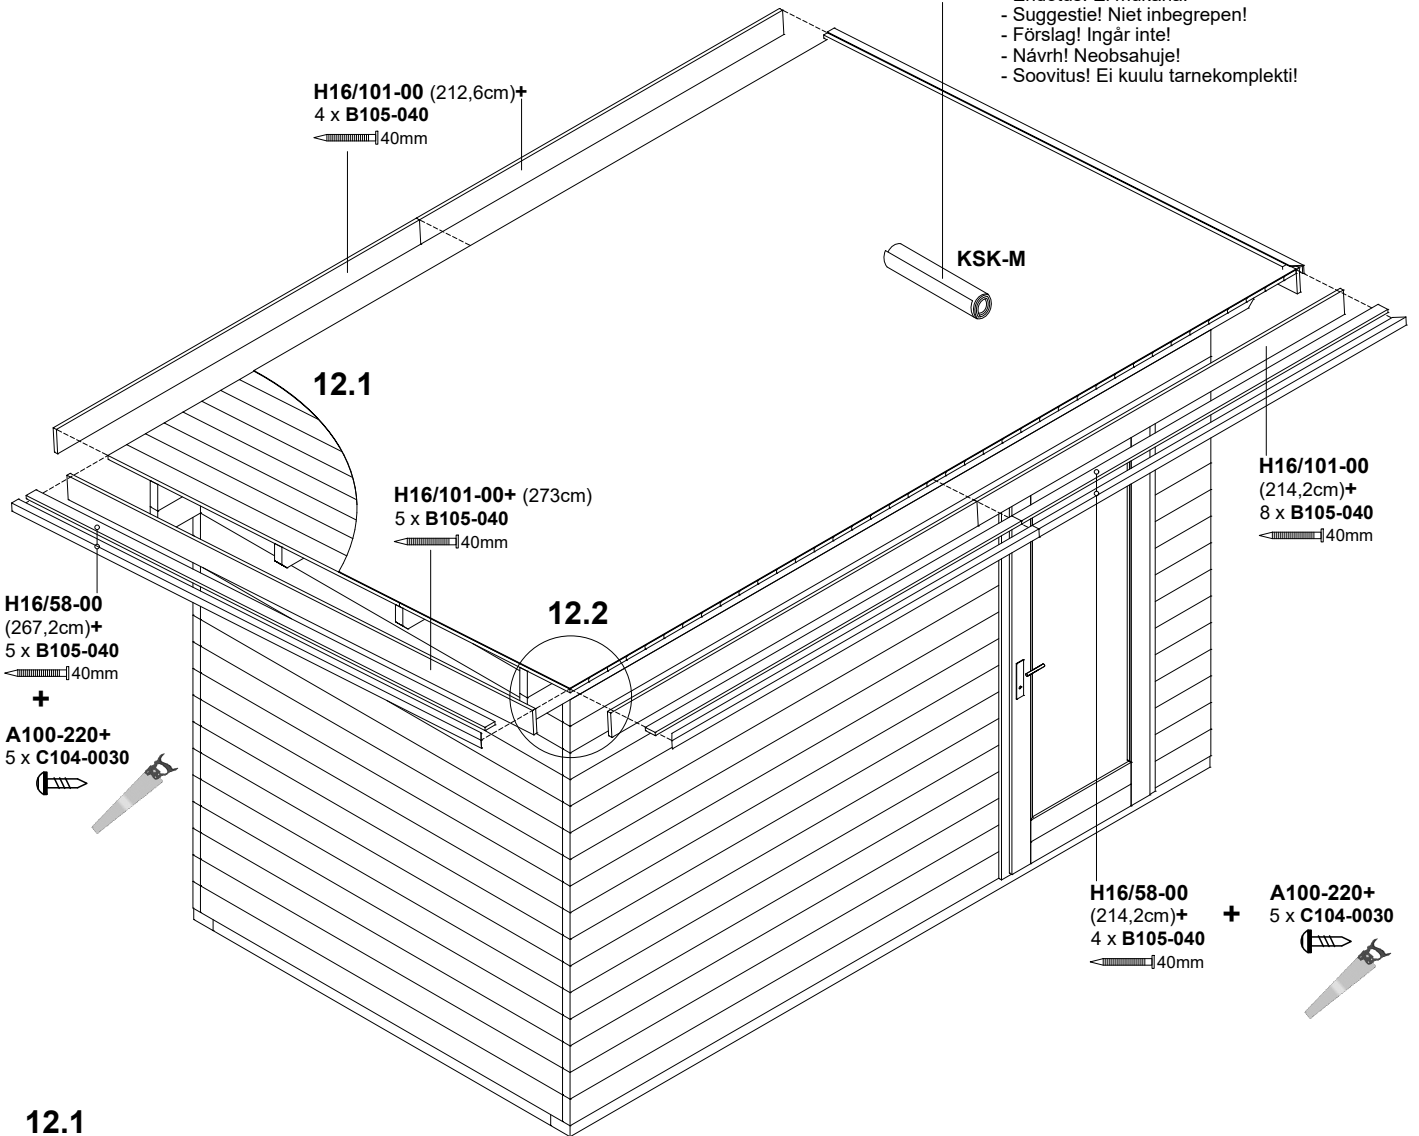 - Suggestie! Niet inbegrepen!
- Förslag! Ingår inte!
- Návrh! Neobsahuje!
- Soovitus! Ei kuulu tarnekomplekti!
H16/101-00 (212,6cm)+
4 x B105-040
40mm
KSK-M
12.1
H16/101-00+ (273cm)
5 x B105-040
40mm
H16/101-00
(214,2cm)+
8 x B105-040
40mm
H16/58-00
(267,2cm)+
5 x B105-040
40mm
+
A100-220+
5 x C104-0030
12.2
H16/58-00
(214,2cm)+
4 x B105-040
40mm
+
A100-220+
5 x C104-0030
12.1